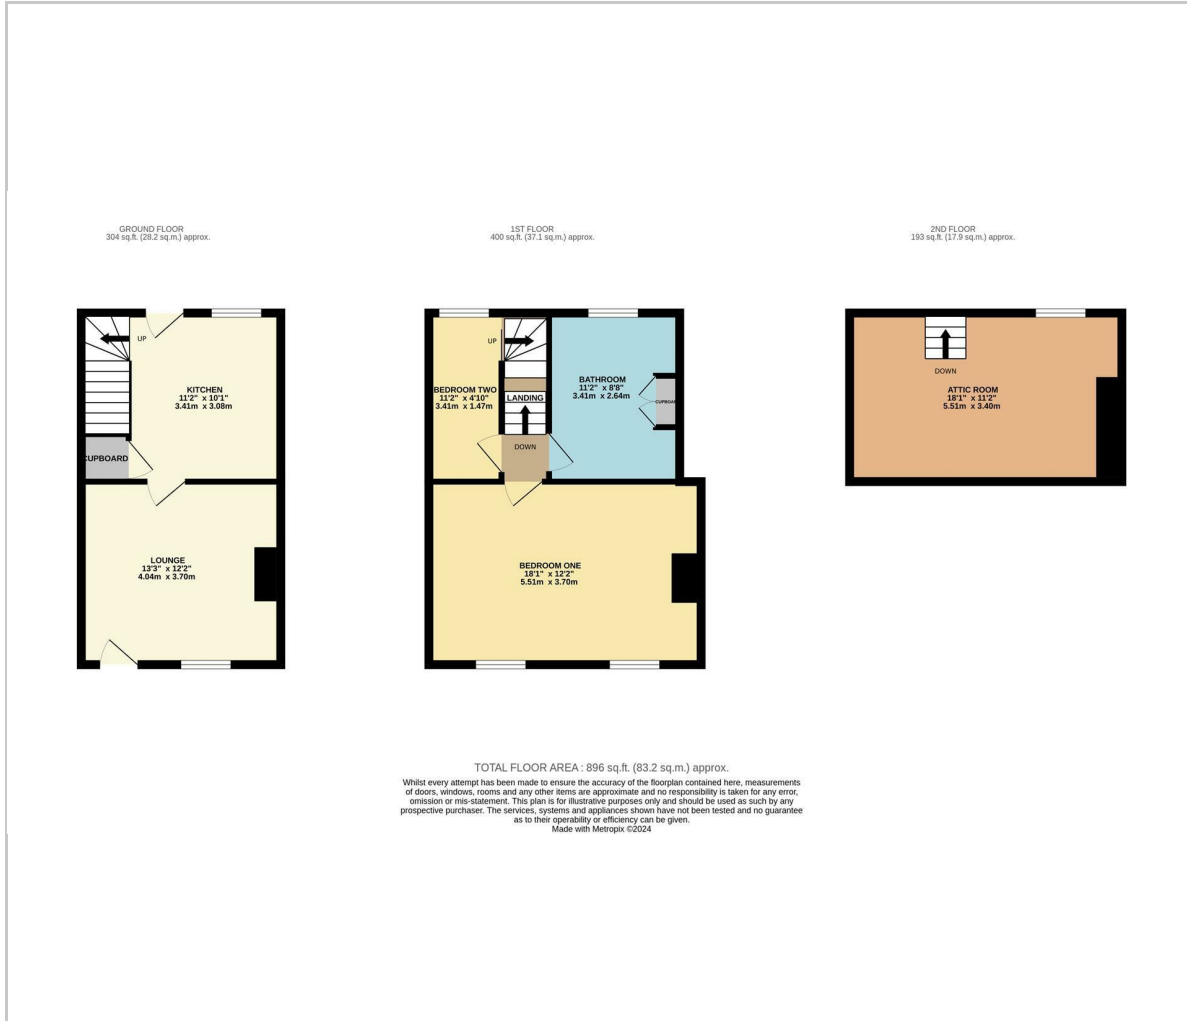 GROUND FLOOR
304 sq.ft. (28.2 sq.m.) approx.
UP
KITCHEN
11'2" x 10'1"
3.41m x 3.08m
CUPBOARD
LOUNGE
13'3" x 12'2"
4.04m x 3.70m
1ST FLOOR
400 sq.ft. (37.1 sq.m.) approx.
UP
BEDROOM TWO
11'2" x 4'10"
3.41m x 1.47m
LANDING
DOWN
BATHROOM
11'2" x 8'8"
3.41m x 2.64m
CUPBOARD
BEDROOM ONE
18'1" x 12'2"
5.51m x 3.70m
2ND FLOOR
193 sq.ft. (17.9 sq.m.) approx.
DOWN
ATTIC ROOM
18'1" x 11'2"
5.51m x 3.40m
TOTAL FLOOR AREA : 896 sq.ft. (83.2 sq.m.) approx.
Whilst every attempt has been made to ensure the accuracy of the floorplan contained here, measurements
of doors, windows, rooms and any other items are approximate and no responsibility is taken for any error,
omission or mis-statement. This plan is for illustrative purposes only and should be used as such by any
prospective purchaser. The services, systems and appliances shown have not been tested and no guarantee
as to their operability or efficiency can be given.
Made with Metropix ©2024